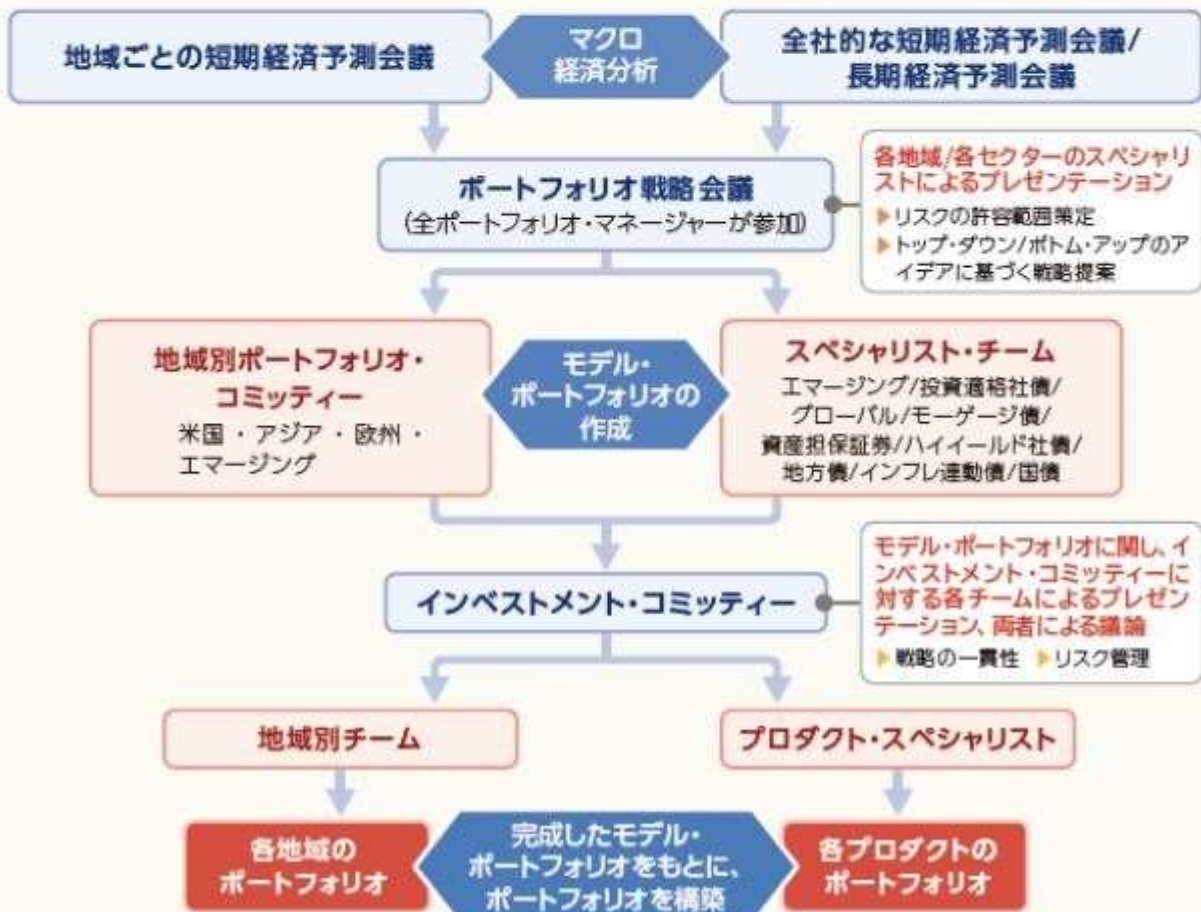 地域ごとの短期経済予測会議
マクロ
経済分析
全社的な短期経済予測会議/
長期経済予測会議
ポートフォリオ戦略会議
(全ポートフォリオ・マネージャーが参加)
各地域/各セクターのスペシャリ
ストによるプレゼンテーション
▶リスクの許容範囲策定
▶トップ・ダウン/ボトム・アップのア
イデアに基づく戦略提案
地域別ポートフォリオ・
コミッティー
米国・アジア・欧州・
エマージング
モデル・
ポートフォリオの
作成
スペシャリスト・チーム
エマージング/投資適格社債/
グローバル/モーゲージ債/
資産担保証券/ハイイールド社債/
地方債/インフレ連動債/国債
インベストメント・コミッティー
モデル・ポートフォリオに関し、イ
ンベストメント・コミッティーに
対する各チームによるプレゼン
テーション、両者による議論
▶戦略の一貫性 ▶リスク管理
地域別チーム
プロダクト・スペシャリスト
各地域の
ポートフォリオ
完成したモデル・
ポートフォリオをもとに、
ポートフォリオを構築
各プロダクトの
ポートフォリオ